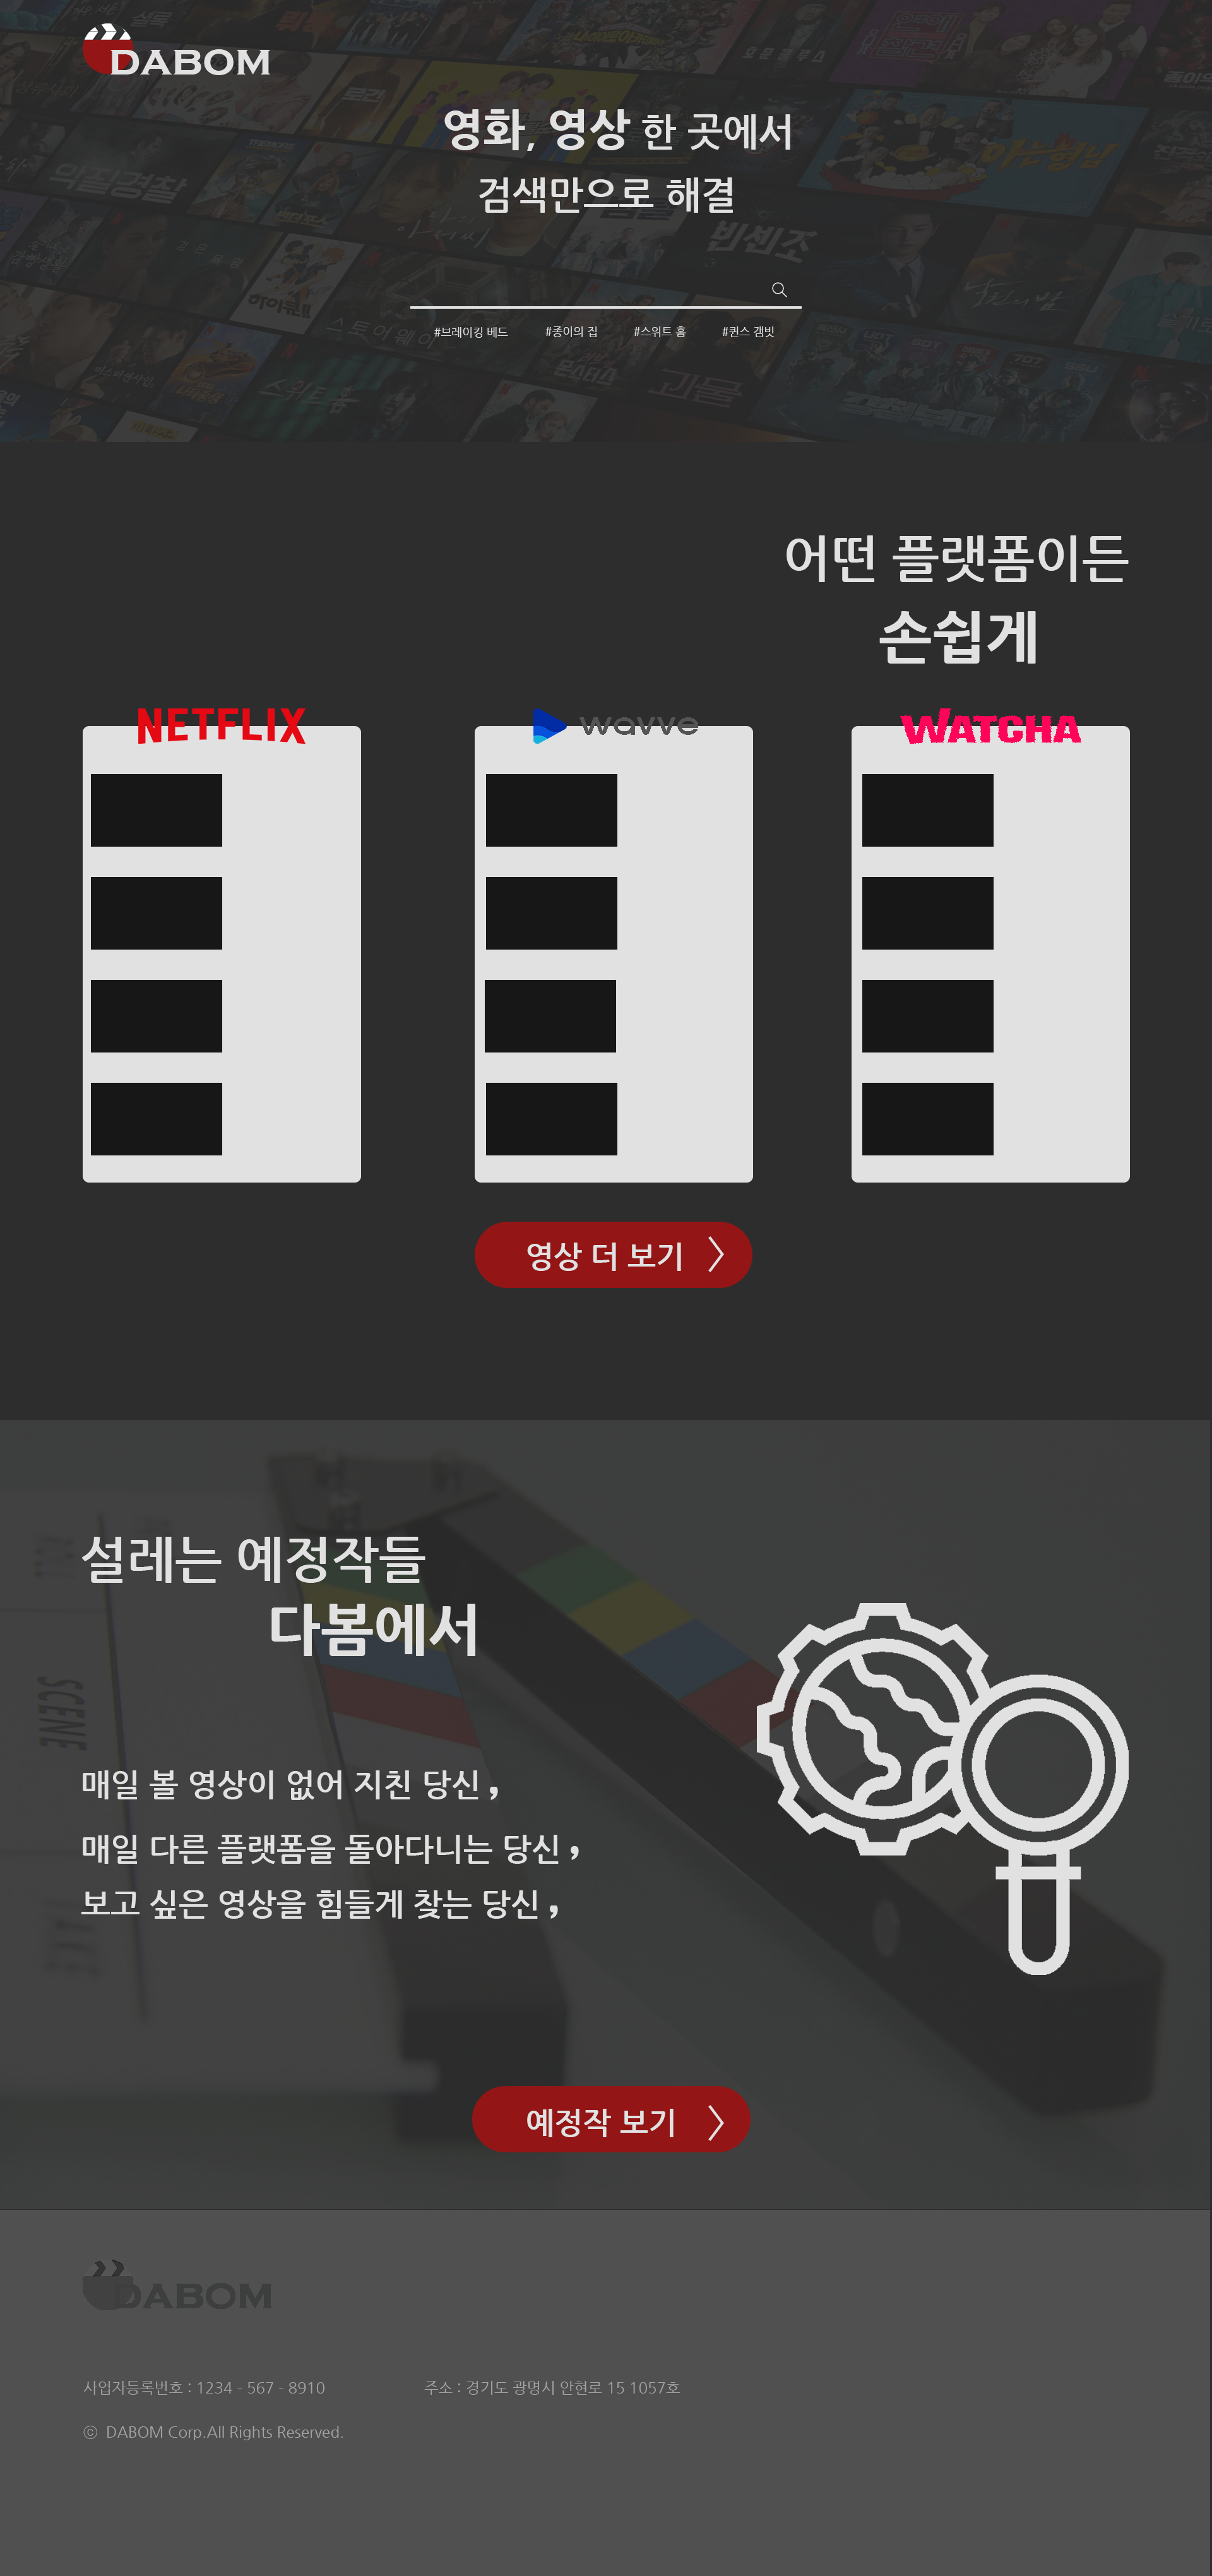 DABOM
영화, 영상 한 곳에서
검색만으로 해결
#브레이킹 베드 #종이의 집 #스위트 홈 #퀸스 갬빗
어떤 플랫폼이든
손쉽게
NETFLIX wavve WATCHA
영상 더 보기
설레는 예정작들
다봄에서
SCENE
매일 볼 영상이 없어 지친 당신 ,
매일 다른 플랫폼을 돌아다니는 당신 ,
보고 싶은 영상을 힘들게 찾는 당신 ,
예정작 보기
DABOM
사업자등록번호 : 1234 - 567 - 8910 주소 : 경기도 광명시 안현로 15 1057호
ⓒ DABOM Corp.All Rights Reserved.